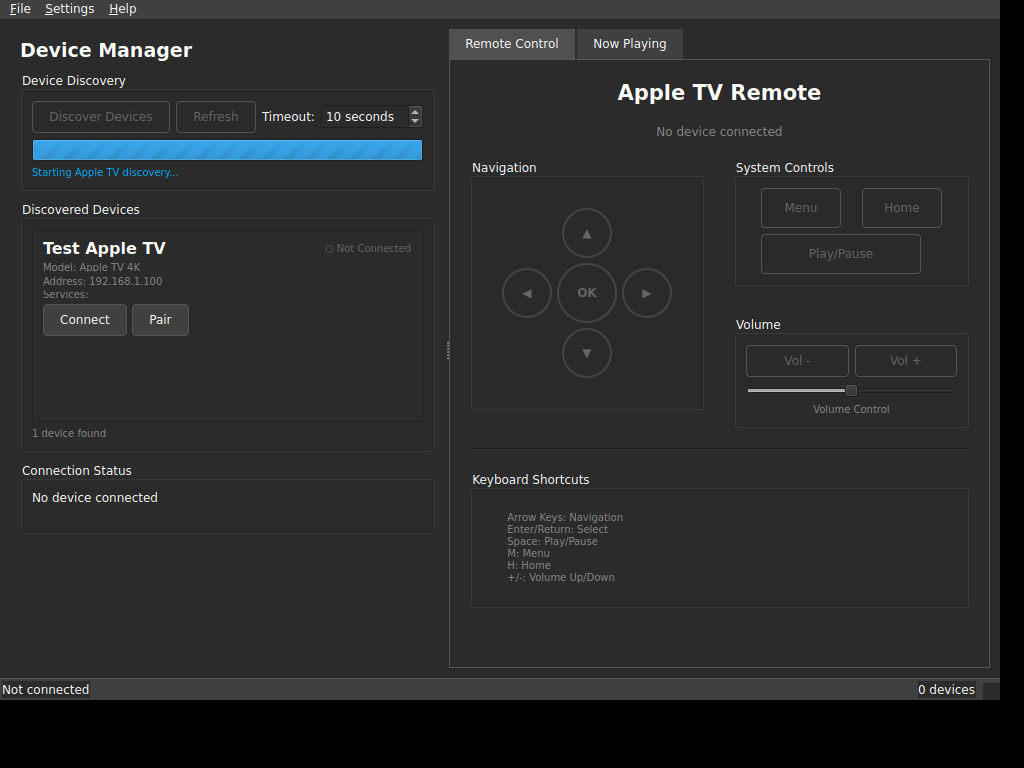 File Settings Help
Device Manager
Device Discovery
Discover Devices
Refresh
Timeout:
10 seconds
Starting Apple TV discovery...
Discovered Devices
Test Apple TV
Not Connected
Model: Apple TV 4K
Address: 192.168.1.100
Services:
Connect
Pair
1 device found
Connection Status
No device connected
Remote Control
Now Playing
Apple TV Remote
No device connected
Navigation
OK
System Controls
Menu
Home
Play/Pause
Volume
Vol -
Vol +
Volume Control
Keyboard Shortcuts
Arrow Keys: Navigation
Enter/Return: Select
Space: Play/Pause
M: Menu
H: Home
+/-: Volume Up/Down
Not connected
0 devices